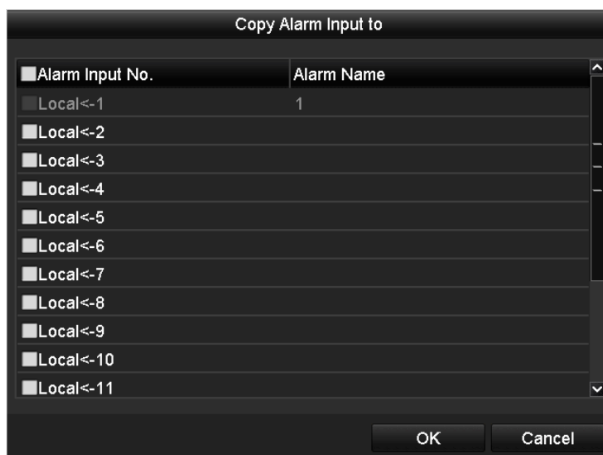 Copy Alarm Input to
Alarm Input No. Alarm Name
Local<-1 1
Local<-2
Local<-3
Local<-4
Local<-5
Local<-6
Local<-7
Local<-8
Local<-9
Local<-10
Local<-11
OK Cancel